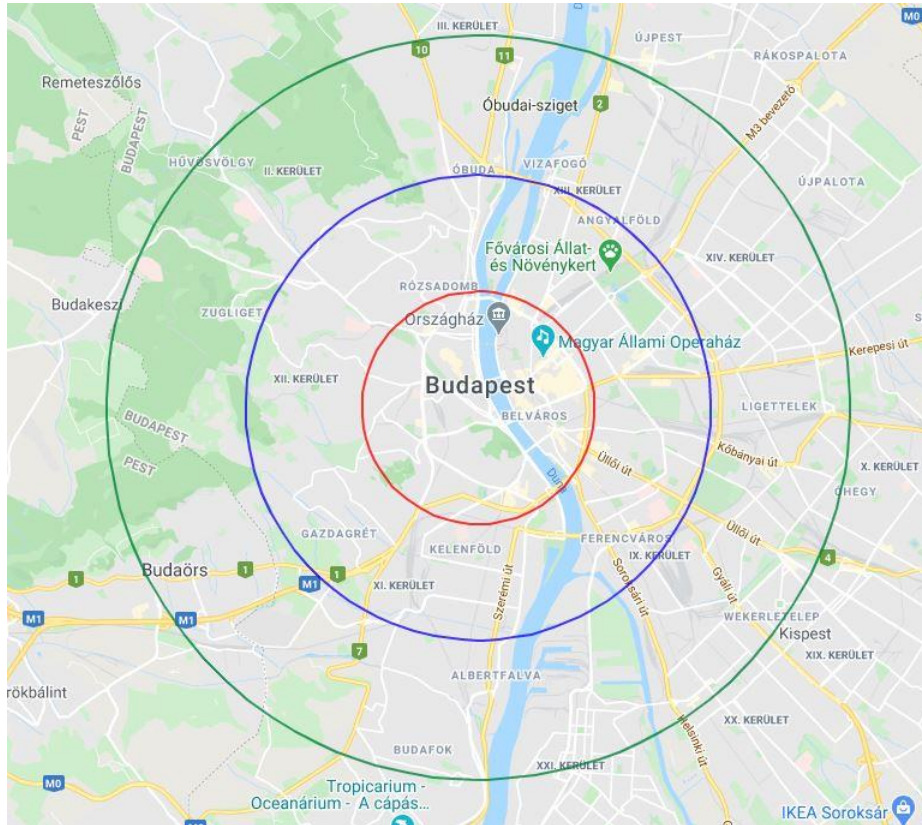 M0
III. KERÜLET
ÚJPEST
10
11
RÁKOSPALOTA
Remeteszőlős
PEST
BUDAPEST
Óbudai-sziget
2
M3 bevezető
HŰVÖSVÖLGY
II. KERÜLET
ÓBUDA
VIZAFOGÓ
XIII. KERÜLET
ÚJPALOTA
ANGYALFÖLD
Fővárosi Állat-
és Növénykert
XIV. KERÜLET
RÓZSADOMB
Budakeszi
ZUGLIGET
Országház
Magyar Állami Operaház
Kerepesi út
XII. KERÜLET
Budapest
BELVÁROS
LIGETTELEK
BUDAPEST
PEST
Kőbányai út
Üllői út
X. KERÜLET
Duna
ÓHEGY
GAZDAGRÉT
KELENFÖLD
FERENCVÁROS
Üllői út
IX. KERÜLET
4
1
Budaörs
1
M1
1
XI. KERÜLET
Szerémi út
Soroksári út
Gyáli út
M1
M1
WEKERLETELEP
Kispest
7
XIX. KERÜLET
ALBERTFALVA
örökbálint
XX. KERÜLET
Helsinki út
BUDAFOK
XXI. KERÜLET
M0
Tropicarium -
Oceanárium - A cápás...
IKEA Soroksár